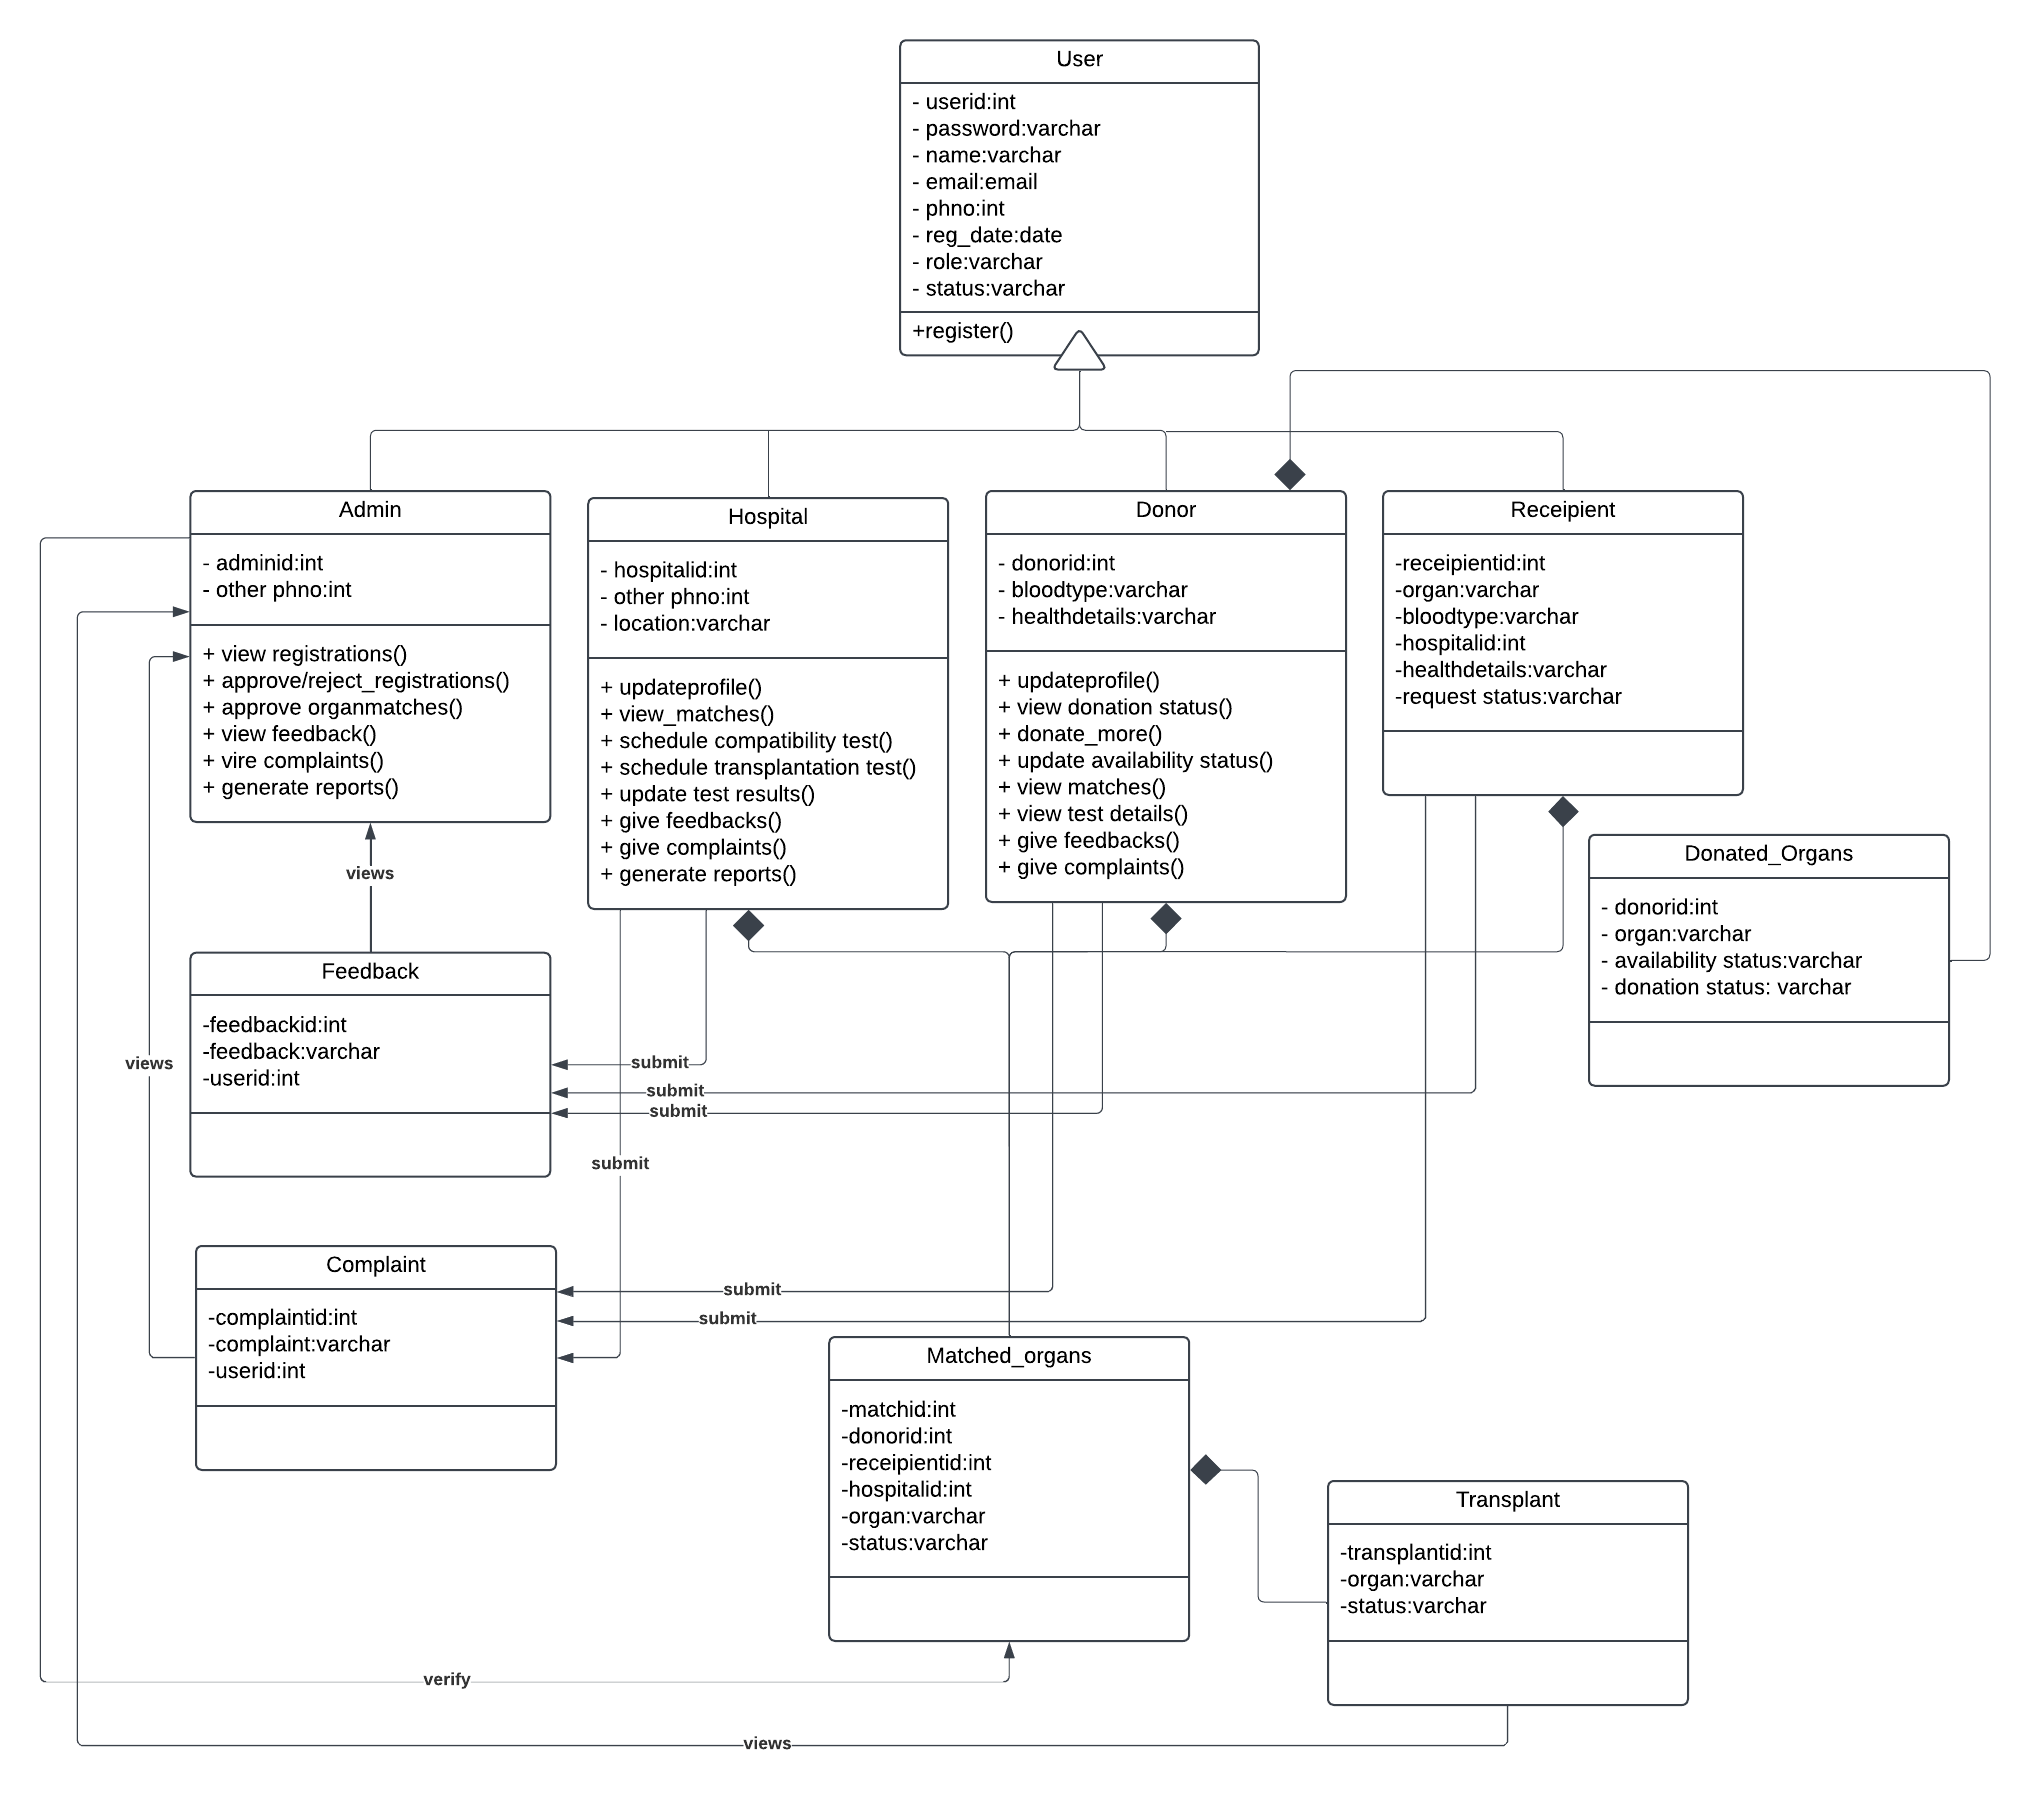 User
- userid:int
- password:varchar
- name:varchar
- email:email
- phno:int
- reg_date:date
- role:varchar
- status:varchar
+register()
Admin
- adminid:int
- other phno:int
+ view registrations()
+ approve/reject_registrations()
+ approve organmatches()
+ view feedback()
+ vire complaints()
+ generate reports()
Hospital
- hospitalid:int
- other phno:int
- location:varchar
+ updateprofile()
+ view_matches()
+ schedule compatibility test()
+ schedule transplantation test()
+ update test results()
+ give feedbacks()
+ give complaints()
+ generate reports()
Donor
- donorid:int
- bloodtype:varchar
- healthdetails:varchar
+ updateprofile()
+ view donation status()
+ donate_more()
+ update availability status()
+ view matches()
+ view test details()
+ give feedbacks()
+ give complaints()
Receipient
-receipientid:int
-organ:varchar
-bloodtype:varchar
-hospitalid:int
-healthdetails:varchar
-request status:varchar
Donated_Organs
- donorid:int
- organ:varchar
- availability status:varchar
- donation status: varchar
views
Feedback
-feedbackid:int
-feedback:varchar
-userid:int
views
submit
submit
submit
submit
Complaint
-complaintid:int
-complaint:varchar
-userid:int
submit
submit
Matched_organs
-matchid:int
-donorid:int
-receipientid:int
-hospitalid:int
-organ:varchar
-status:varchar
Transplant
-transplantid:int
-organ:varchar
-status:varchar
verify
views